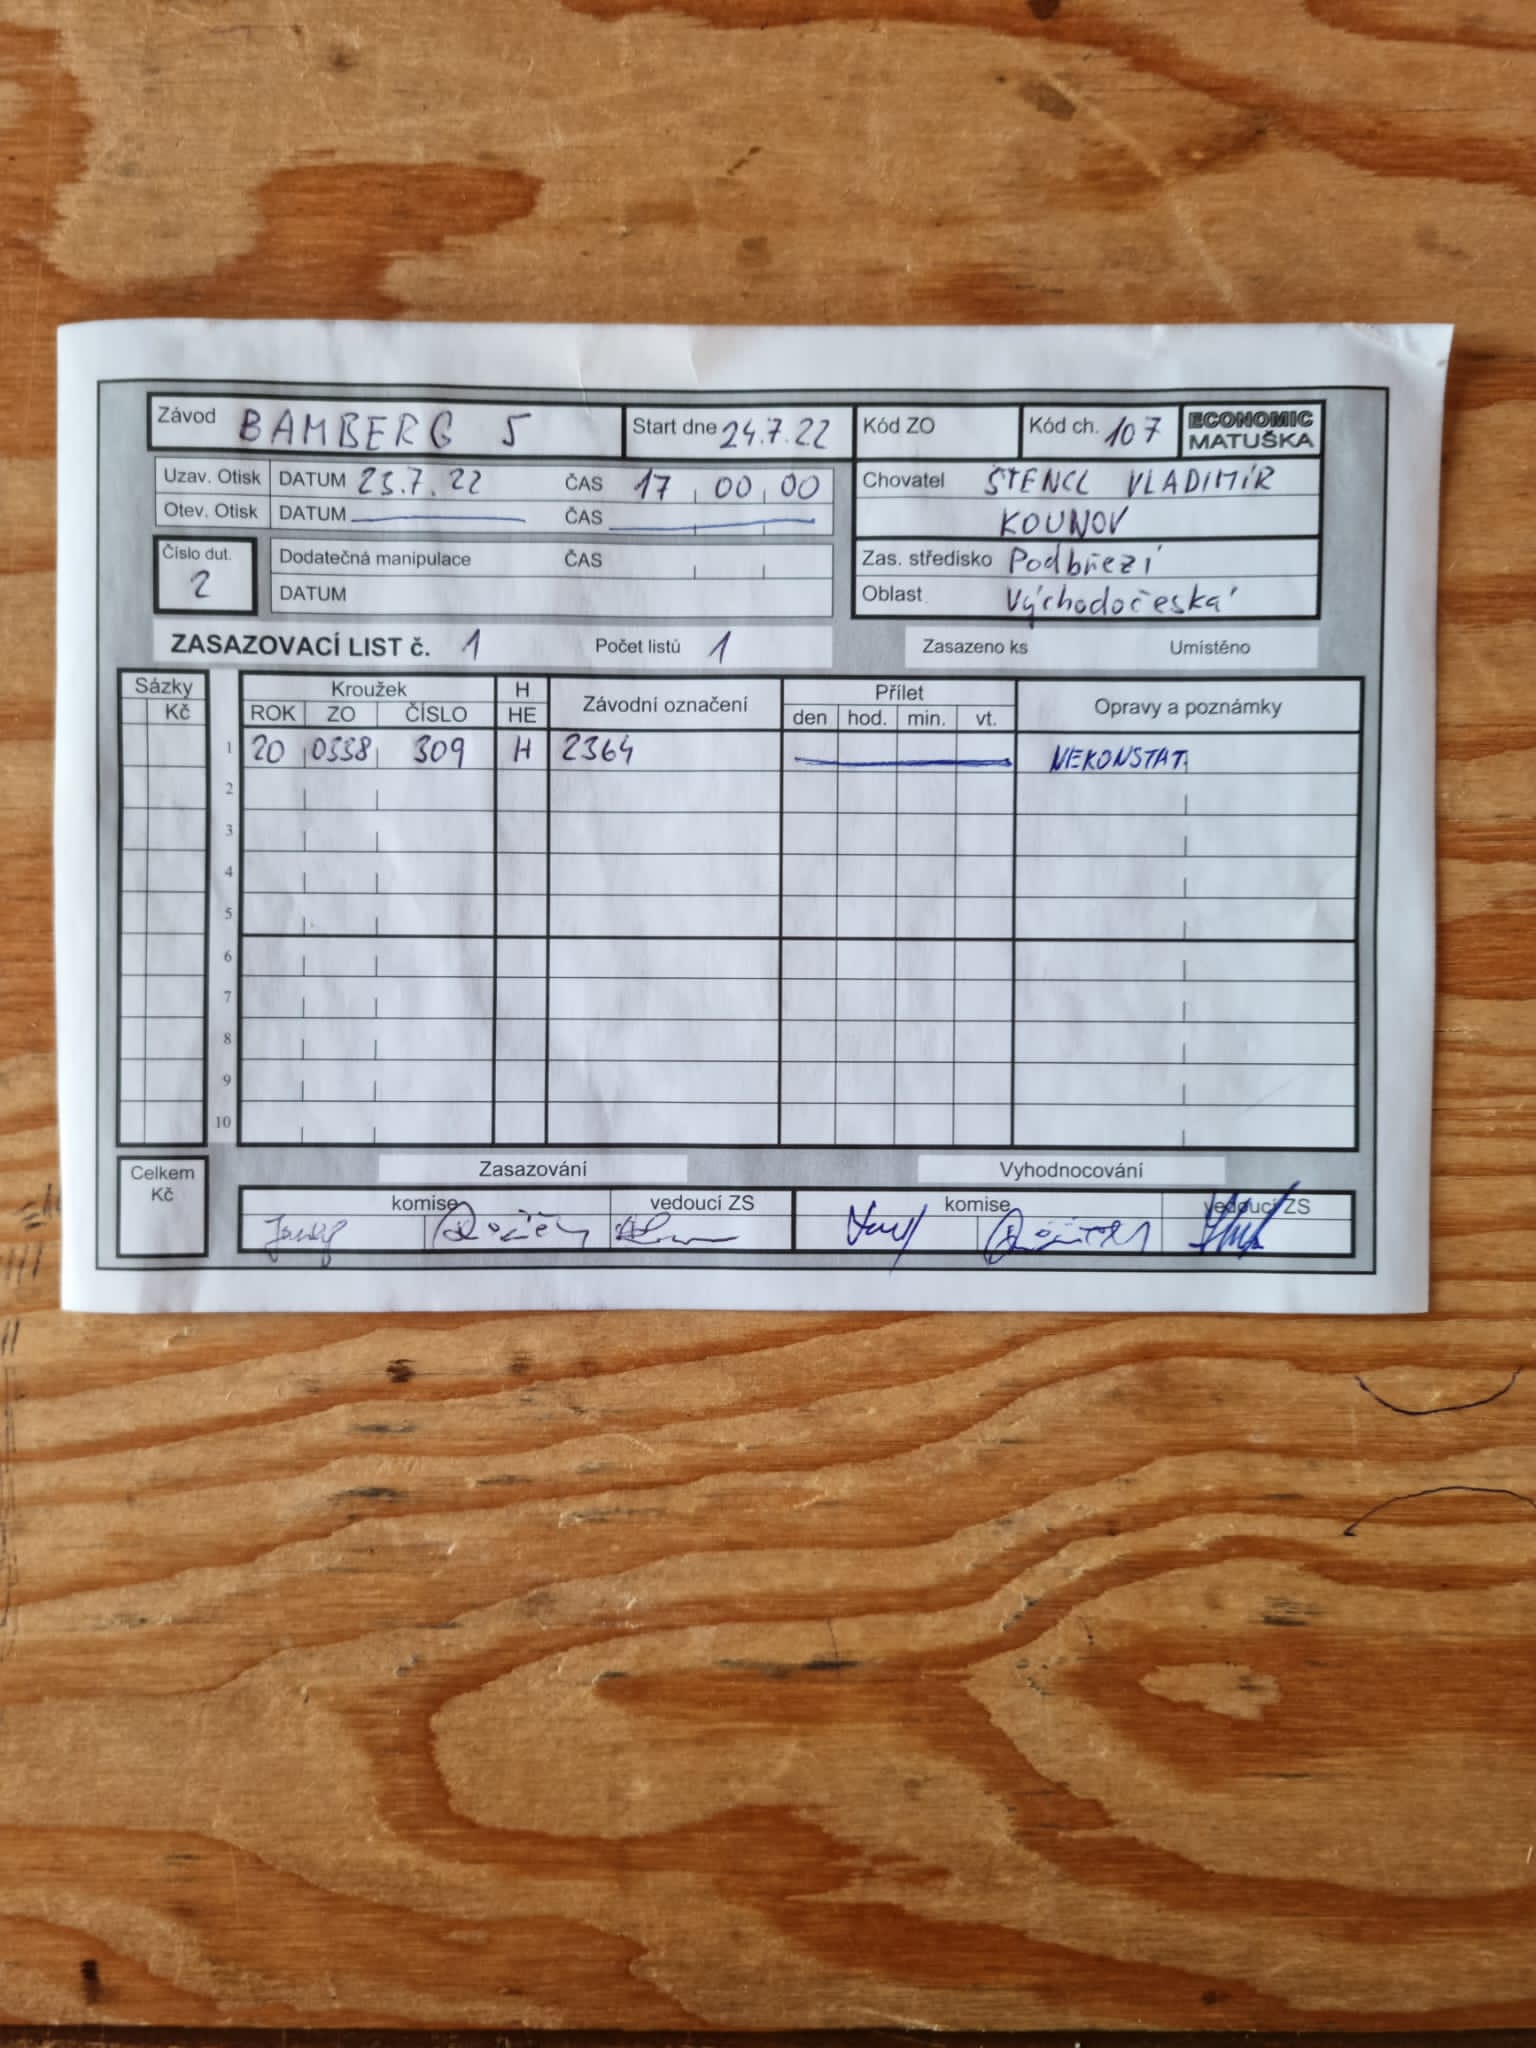 Závod BAMBERG 5 Start dne 24.7.22 Kód ZO Kód ch. 107 ECONOMIC MATUŠKA
Uzav. Otisk DATUM 23.7.22 ČAS 17 00 00 Chovatel ŠTENCL VLADIMÍR
Otev. Otisk DATUM ČAS KOUNOV
Číslo dut. 2 Dodatečná manipulace ČAS Zas. středisko Podbřezí
DATUM Oblast Východočeská
ZASAZOVACÍ LIST č. 1 Počet listů 1 Zasazeno ks Umístěno
Sázky Kroužek H Závodní označení Přílet Opravy a poznámky
Kč ROK ZO ČÍSLO HE den hod. min. vt.
1 20 0338 309 H 2364 NEKONSTAT.
2
3
4
5
6
7
8
9
10
Celkem Kč Zasazování Vyhodnocování
komise vedoucí ZS komise vedoucí ZS